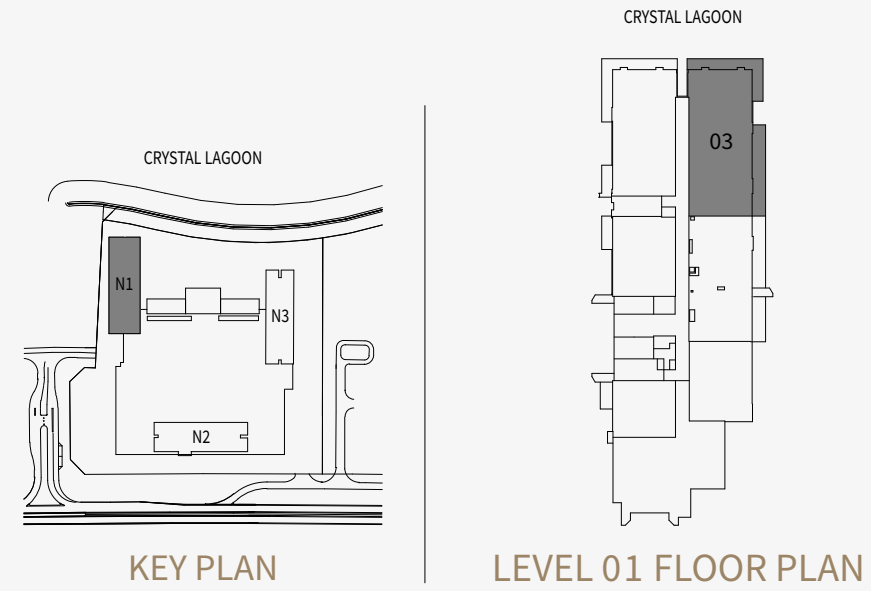 CRYSTAL LAGOON
N1
N3
N2
KEY PLAN
CRYSTAL LAGOON
03
LEVEL 01 FLOOR PLAN